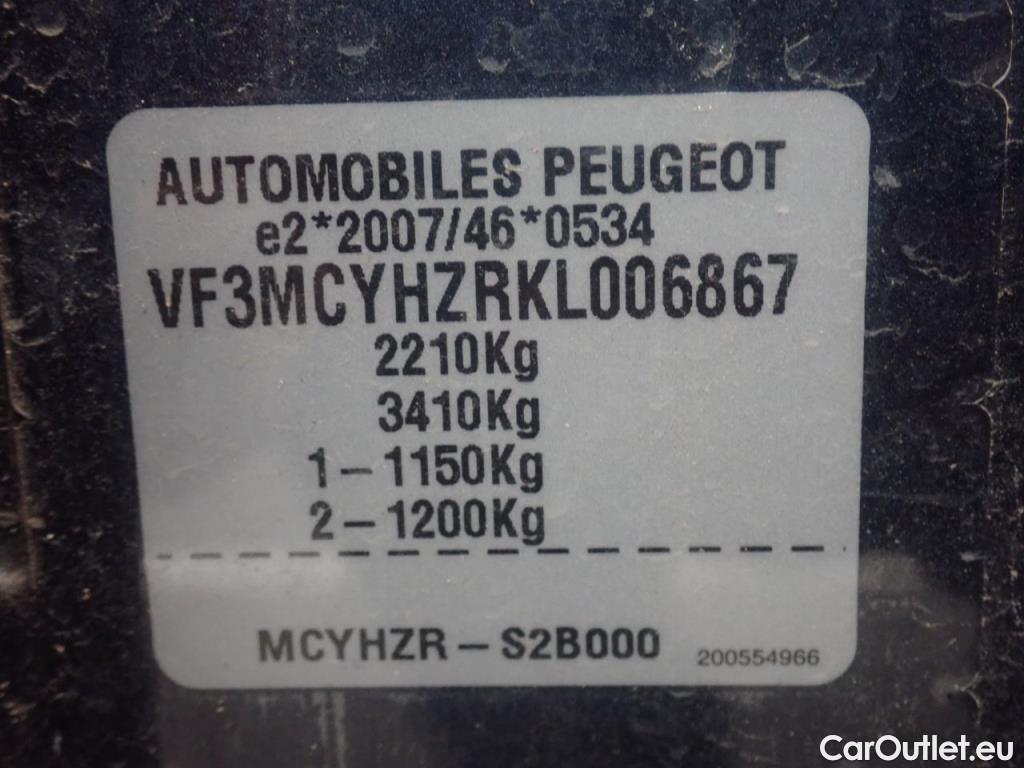 AUTOMOBILES PEUGEOT
e2*2007/46*0534
VF3MCYHZRKL006867
2210Kg
3410Kg
1-1150Kg
2-1200Kg
MCYHZR-S2B000 200554966
CarOutlet.eu